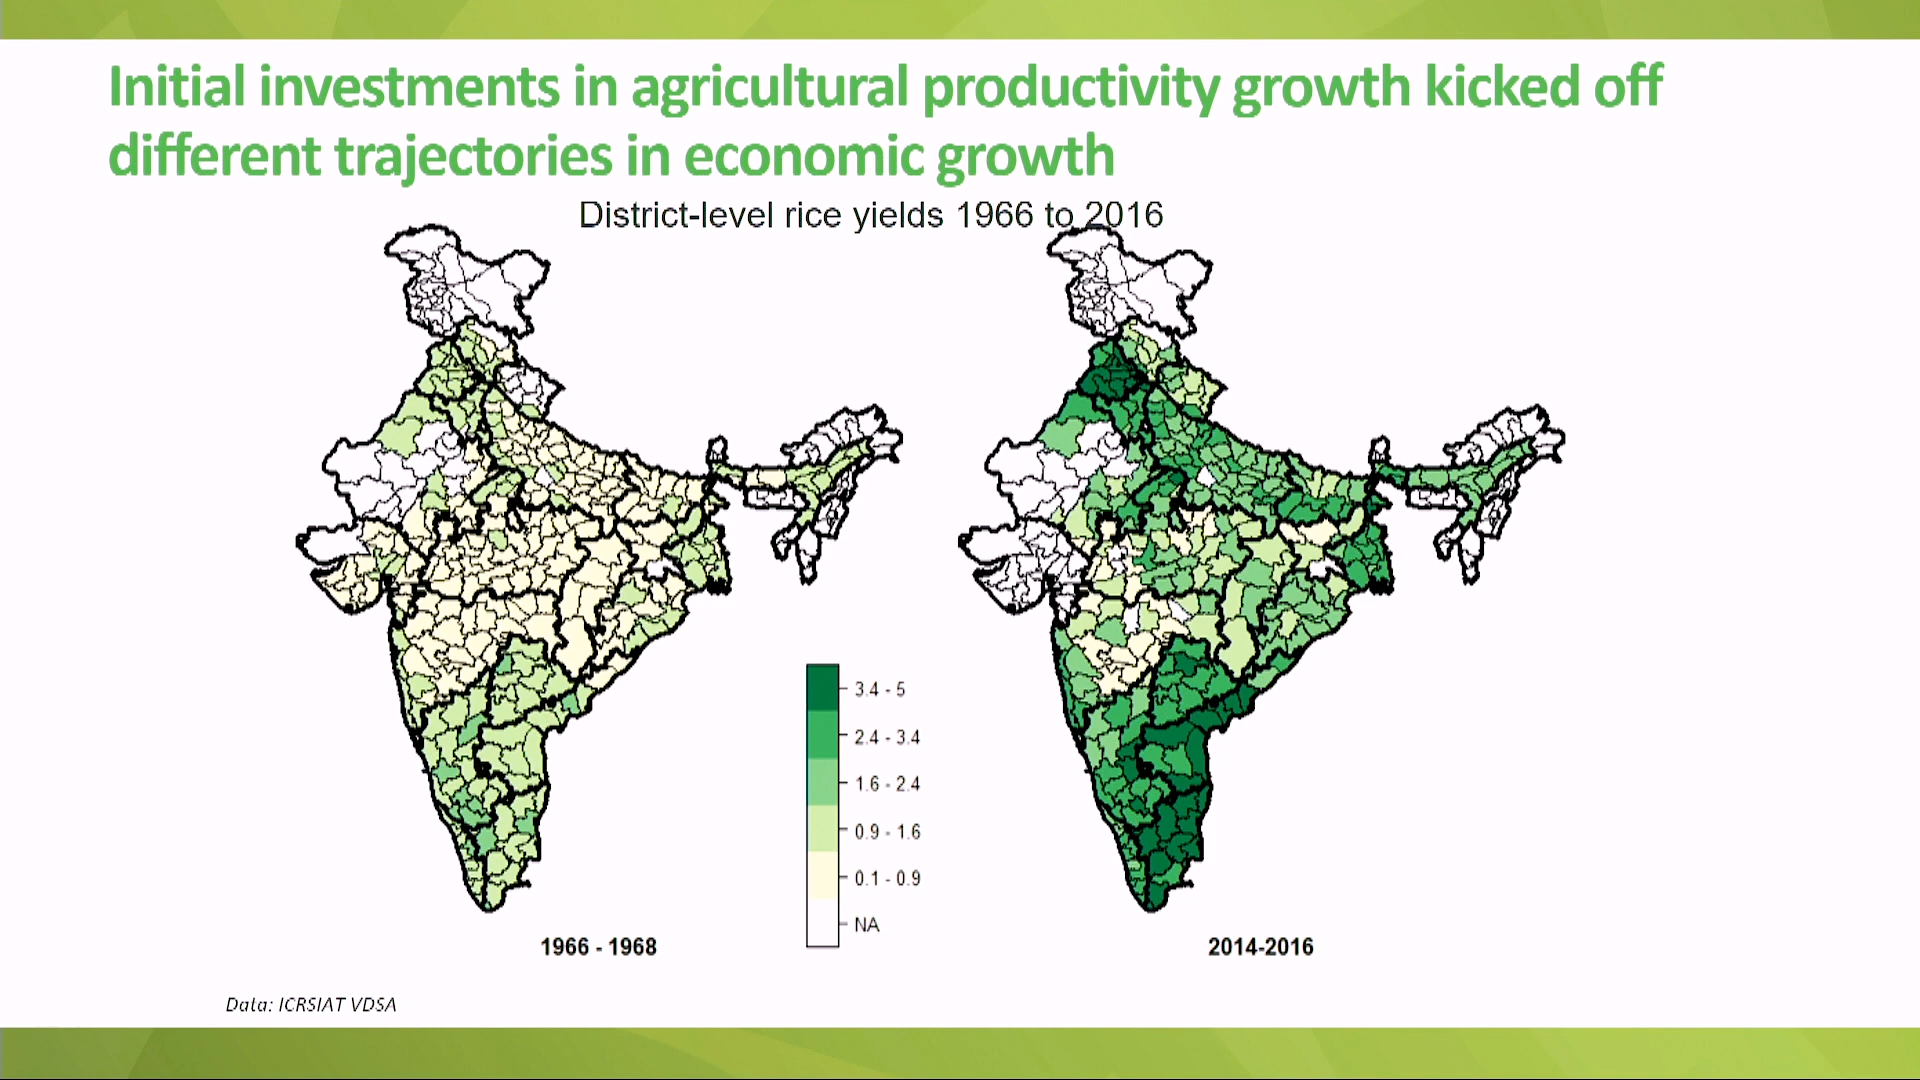 Initial investments in agricultural productivity growth kicked off
different trajectories in economic growth
District-level rice yields 1966 to 2016
3.4 - 5
2.4 - 3.4
1.6 - 2.4
0.9 - 1.6
0.1 - 0.9
NA
1966 - 1968
2014-2016
Data: ICRSIAT VDSA